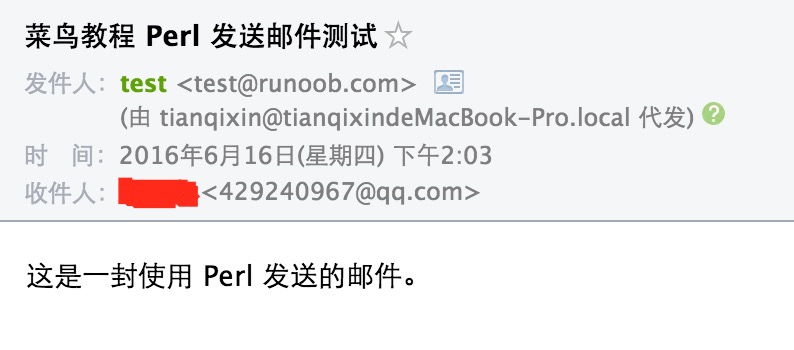 菜鸟教程 Perl 发送邮件测试
发件人：test <test@runoob.com>
(由 tianqixin@tianqixindeMacBook-Pro.local 代发)
时 间：2016年6月16日(星期四) 下午2:03
收件人：<429240967@qq.com>
这是一封使用 Perl 发送的邮件。